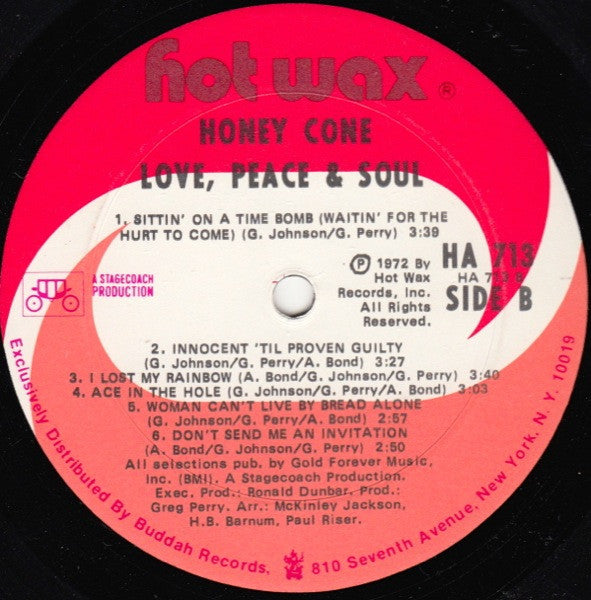 hot wax ®
HONEY CONE
LOVE, PEACE & SOUL
1. SITTIN' ON A TIME BOMB (WAITIN' FOR THE
HURT TO COME) (G. Johnson/G. Perry) 3:39
A STAGECOACH
PRODUCTION
℗ 1972 By
Hot Wax
Records, Inc.
All Rights
Reserved.
HA 713
HA 713 B
SIDE B
2. INNOCENT 'TIL PROVEN GUILTY
(G. Johnson/G. Perry/A. Bond) 3:27
3. I LOST MY RAINBOW (A. Bond/G. Perry) 3:40
4. ACE IN THE HOLE (G. Johnson/G. Perry) 3:03
5. WOMAN CAN'T LIVE BY BREAD ALONE
(G. Johnson/G. Perry/A. Bond) 2:57
6. DON'T SEND ME AN INVITATION
(A. Bond/G. Johnson/G. Perry) 2:50
All selections pub. by Gold Forever Music,
Inc. (BMI). A Stagecoach Production.
Exec. Prod.: Ronald Dunbar, Prod.:
Greg Perry. Arr.: McKinley Jackson,
H.B. Barnum, Paul Riser.
Exclusively Distributed By Buddah Records, 810 Seventh Avenue, New York, N. Y. 10019